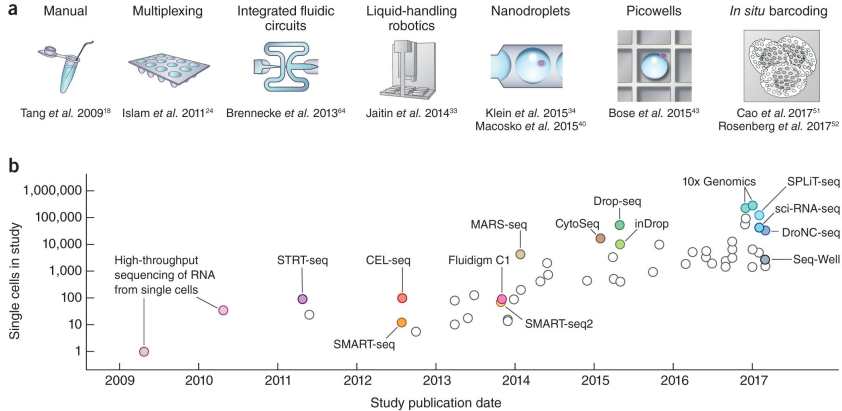 a
Manual
Multiplexing
Integrated fluidic
circuits
Liquid-handling
robotics
Nanodroplets
Picowells
In situ barcoding
Tang et al. 2009¹⁸
Islam et al. 2011²⁴
Brennecke et al. 2013⁶⁴
Jaitin et al. 2014³³
Klein et al. 2015³⁴
Macosko et al. 2015⁴⁰
Bose et al. 2015⁴³
Cao et al. 2017⁵¹
Rosenberg et al. 2017⁵²
b
Single cells in study
1,000,000
100,000
10,000
1,000
100
10
1
High-throughput
sequencing of RNA
from single cells
STRT-seq
CEL-seq
SMART-seq
MARS-seq
Fluidigm C1
SMART-seq2
CytoSeq
Drop-seq
inDrop
10x Genomics
SPLiT-seq
sci-RNA-seq
DroNC-seq
Seq-Well
2009
2010
2011
2012
2013
2014
2015
2016
2017
Study publication date